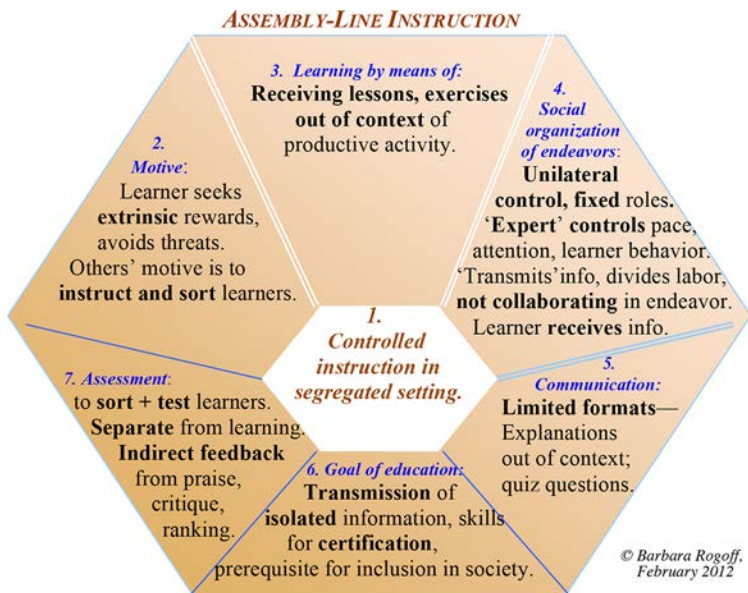 ASSEMBLY-LINE INSTRUCTION
1.
Controlled
instruction in
segregated setting.
2.
Motive:
Learner seeks
extrinsic rewards,
avoids threats.
Others' motive is to
instruct and sort learners.
3. Learning by means of:
Receiving lessons, exercises
out of context of
productive activity.
4.
Social
organization
of endeavors:
Unilateral
control, fixed roles.
'Expert' controls pace,
attention, learner behavior.
'Transmits'info, divides labor,
not collaborating in endeavor.
Learner receives info.
5.
Communication:
Limited formats—
Explanations
out of context;
quiz questions.
6. Goal of education:
Transmission of
isolated information, skills
for certification,
prerequisite for inclusion in society.
7. Assessment:
to sort + test learners.
Separate from learning.
Indirect feedback
from praise,
critique,
ranking.
© Barbara Rogoff,
February 2012